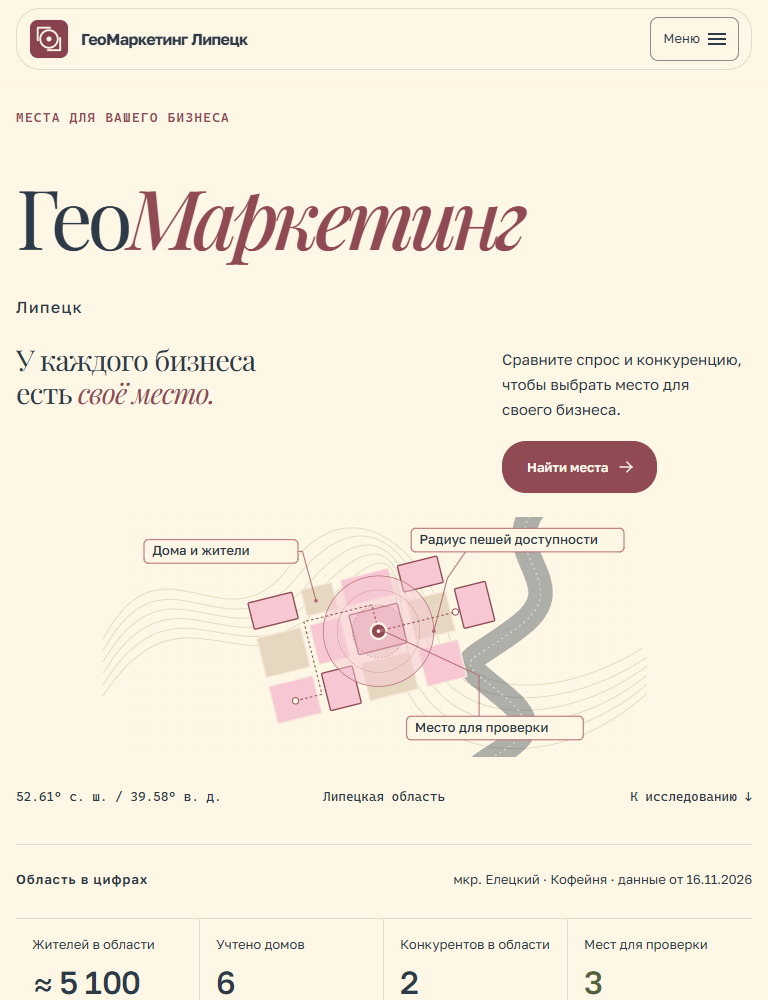 ГеоМаркетинг Липецк
Меню
МЕСТА ДЛЯ ВАШЕГО БИЗНЕСА
ГеоМаркетинг
Липецк
У каждого бизнеса
есть своё место.
Сравните спрос и конкуренцию,
чтобы выбрать место для
своего бизнеса.
Найти места →
Дома и жители
Радиус пешей доступности
Место для проверки
52.61° с. ш. / 39.58° в. д.
Липецкая область
К исследованию ↓
Область в цифрах
мкр. Елецкий · Кофейня · данные от 16.11.2026
Жителей в области
Учтено домов
Конкурентов в области
Мест для проверки
≈ 5 100
6
2
3